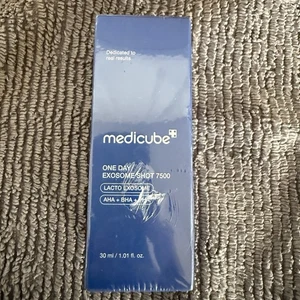 Dedicated to
real results.
medicube
ONE DAY
EXOSOME SHOT 7500
LACTO EXOSOME
AHA + BHA +
30 ml / 1.01 fl. oz.